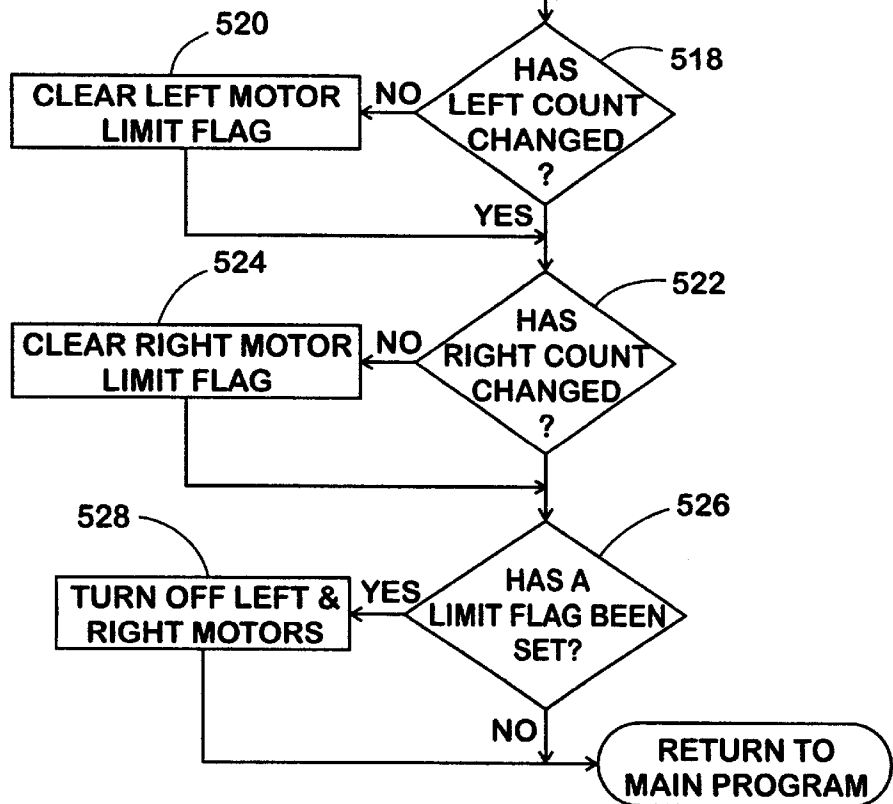 520
518
HAS
LEFT COUNT
CHANGED
?
NO
CLEAR LEFT MOTOR
LIMIT FLAG
YES
524
522
HAS
RIGHT COUNT
CHANGED
?
NO
CLEAR RIGHT MOTOR
LIMIT FLAG
528
526
HAS A
LIMIT FLAG BEEN
SET?
YES
TURN OFF LEFT &
RIGHT MOTORS
NO
RETURN TO
MAIN PROGRAM